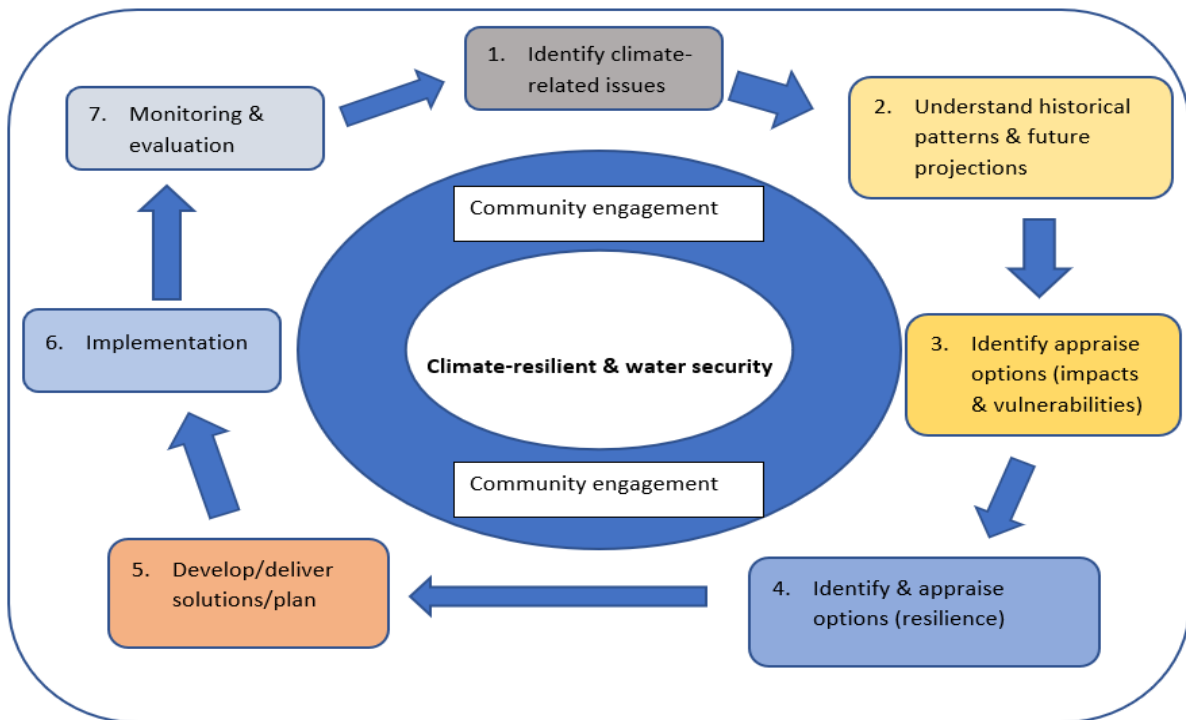 1. Identify climate-
related issues
2. Understand historical
patterns & future
projections
3. Identify appraise
options (impacts
& vulnerabilities)
4. Identify & appraise
options (resilience)
5. Develop/deliver
solutions/plan
6. Implementation
7. Monitoring &
evaluation
Community engagement
Climate-resilient & water security
Community engagement